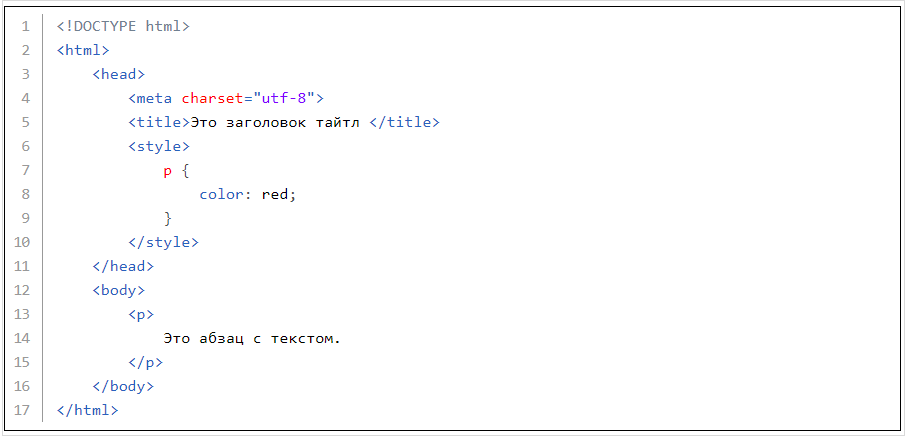 1 <!DOCTYPE html>
2 <html>
3 <head>
4 <meta charset="utf-8">
5 <title>Это заголовок тайтл </title>
6 <style>
7 p {
8 color: red;
9 }
10 </style>
11 </head>
12 <body>
13 <p>
14 Это абзац с текстом.
15 </p>
16 </body>
17 </html>